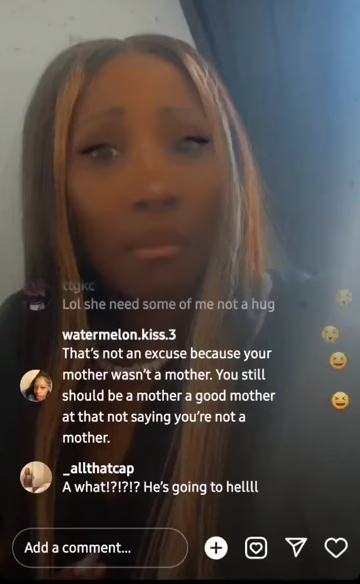 Lol she need some of me not a hug
watermelon.kiss.3
That's not an excuse because your
mother wasn't a mother. You still
should be a mother a good mother
at that not saying you're not a
mother.
_allthatcap
A what!?!?!? He's going to hellll
Add a comment...